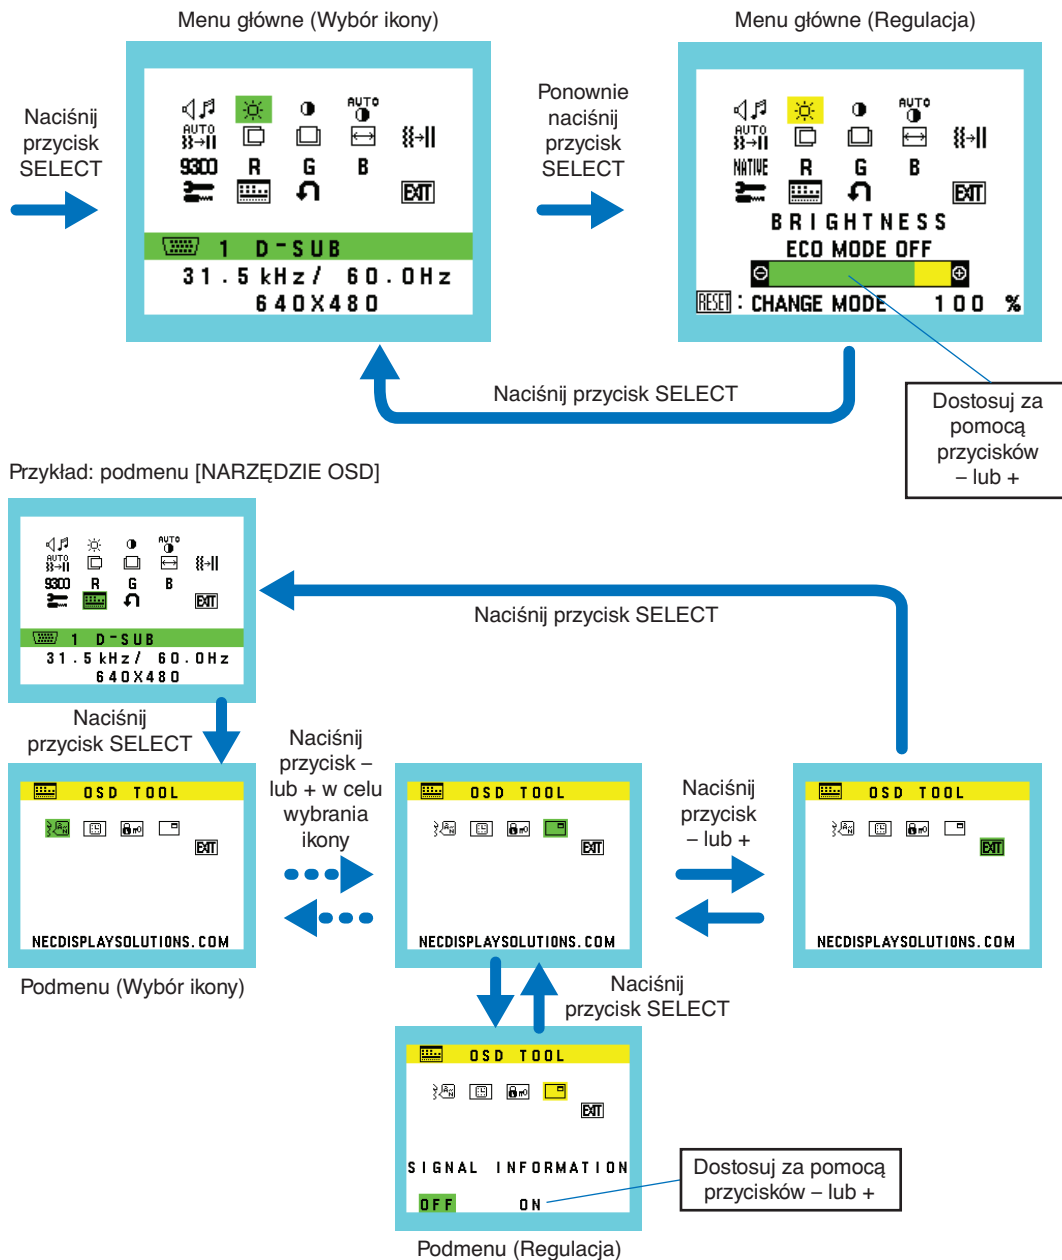 Menu główne (Wybór ikony)
Menu główne (Regulacja)
Naciśnij
przycisk
SELECT
AUTO
AUTO
9300 R G B
EXIT
1 D-SUB
31.5 kHz/ 60.0Hz
640X480
Ponownie
naciśnij
przycisk
SELECT
AUTO
AUTO
NATIVE R G B
EXIT
BRIGHTNESS
ECO MODE OFF
RESET : CHANGE MODE 100 %
Naciśnij przycisk SELECT
Dostosuj za
pomocą
przycisków
– lub +
Przykład: podmenu [NARZĘDZIE OSD]
AUTO
AUTO
9300 R G B
EXIT
1 D-SUB
31.5 kHz/ 60.0Hz
640X480
Naciśnij przycisk SELECT
Naciśnij
przycisk SELECT
OSD TOOL
EXIT
NECDISPLAYSOLUTIONS.COM
Podmenu (Wybór ikony)
Naciśnij
przycisk –
lub + w celu
wybrania
ikony
OSD TOOL
EXIT
NECDISPLAYSOLUTIONS.COM
Naciśnij
przycisk
– lub +
OSD TOOL
EXIT
NECDISPLAYSOLUTIONS.COM
Naciśnij
przycisk SELECT
OSD TOOL
EXIT
SIGNAL INFORMATION
OFF ON
Dostosuj za pomocą
przycisków – lub +
Podmenu (Regulacja)